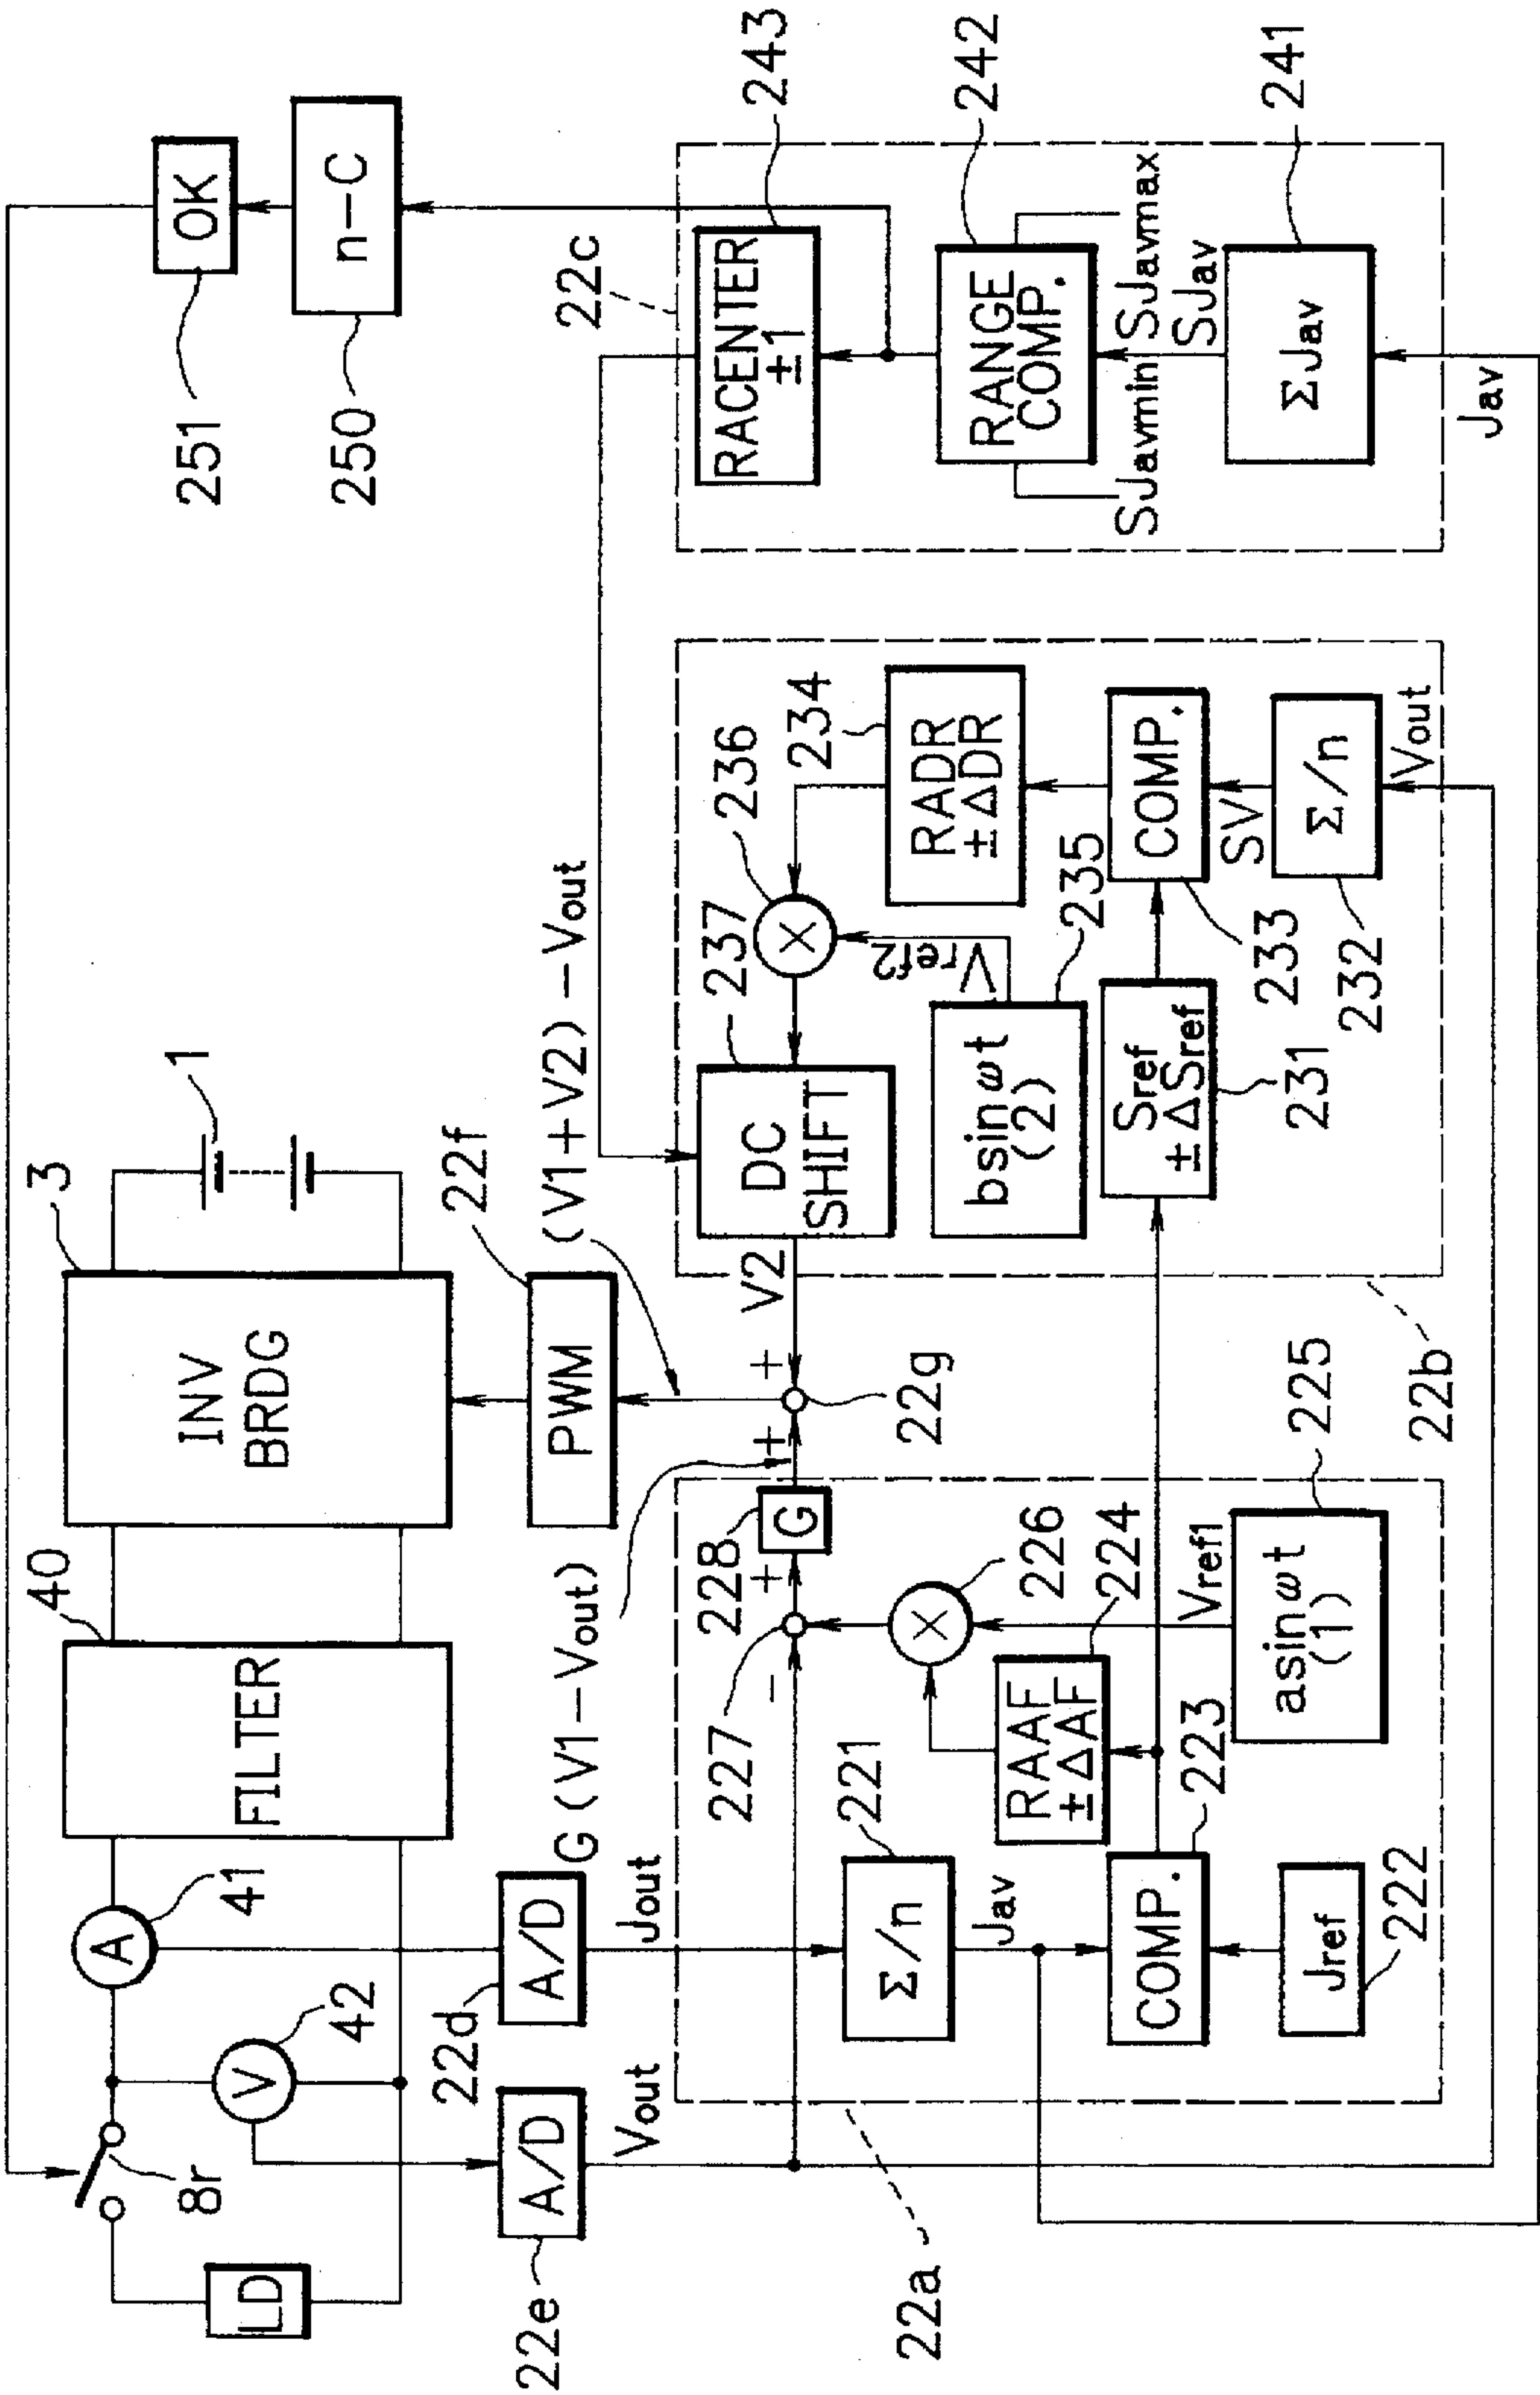 LD
8r
V
42
A
41
FILTER
40
INV
BRDG
3
1
OK
251
n-C
250
22e
A/D
22d
A/D
Vout
Jout
G(V1-Vout)
PWM
22f
(V1+V2)-Vout
22a
227
-
+
228
G
+
22g
+
V2
221
Σ/n
Jav
226
×
RAAF
±ΔAF
224
COMP.
223
Jref
222
Vref1
asinωt
(1)
225
22b
DC
SHIFT
237
236
×
Vref2
bsinωt
(2)
235
RADR
±ΔDR
234
Sref
±ΔSref
231
COMP.
233
SV
Σ/n
232
Vout
22c
RACENTER
±1
243
RANGE
COMP.
242
SJavmin
SJavmax
SJav
ΣJav
241
Jav